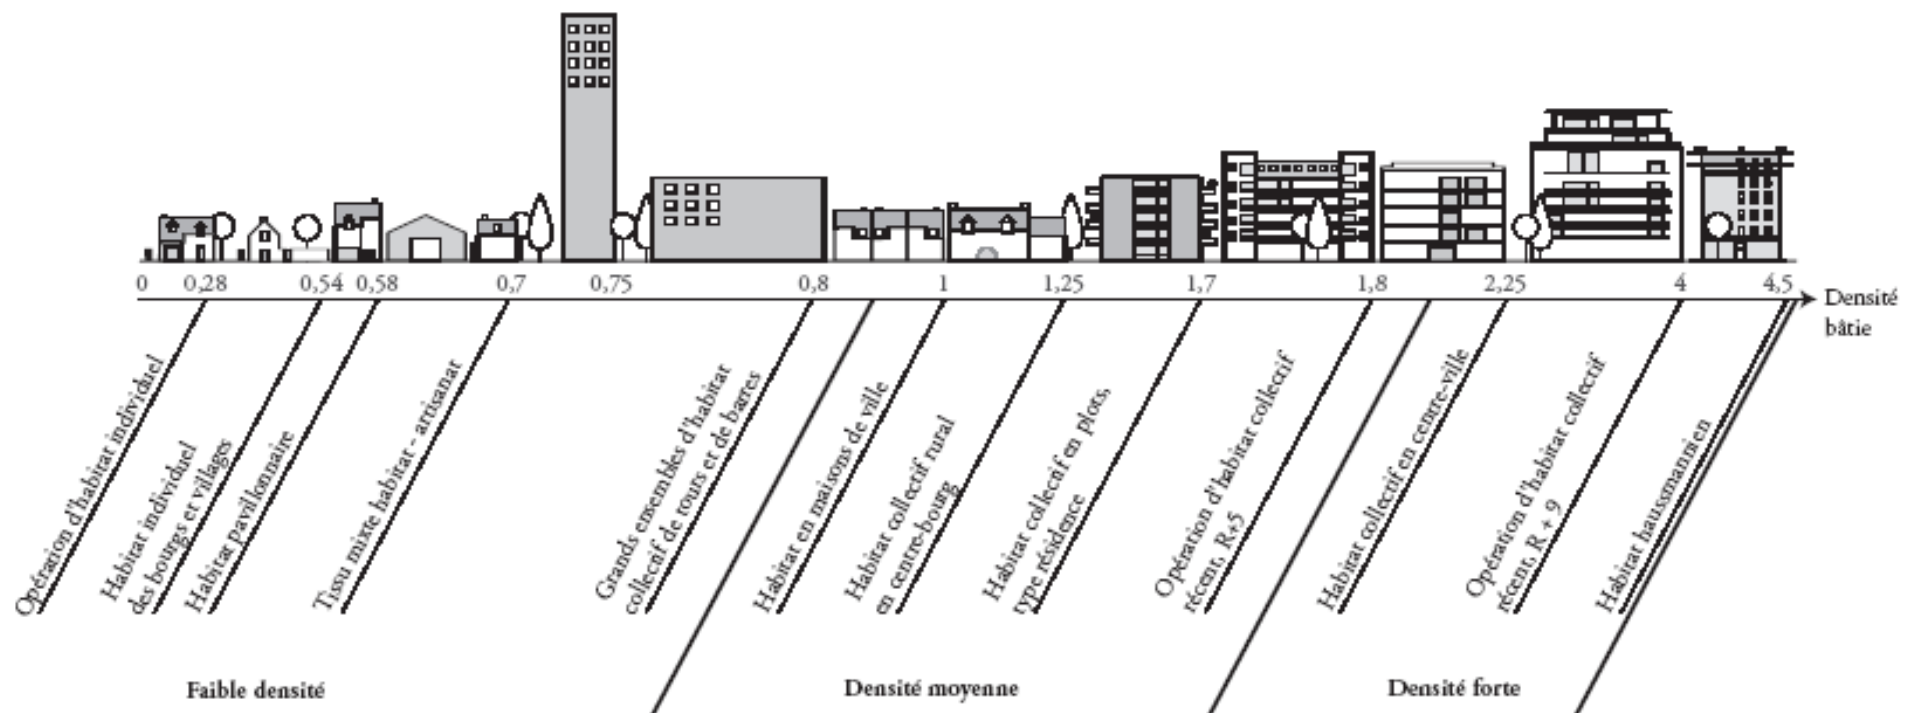 0 0,28 0,54 0,58 0,7 0,75 0,8 1 1,25 1,7 1,8 2,25 4 4,5
Densité
bâtie
Opération d'habitat individuel
Habitat individuel
des bourgs et villages
Habitat pavillonnaire
Tissu mixte habitat - artisanat
Grands ensembles d'habitat
collectif de tours et de barres
Habitat en maisons de ville
Habitat collectif rural
en centre-bourg
Habitat collectif en plots,
type résidence
Opération d'habitat collectif
récent, R+5
Habitat collectif en centre-ville
Opération d'habitat collectif
récent, R + 9
Habitat haussmannien
Faible densité
Densité moyenne
Densité forte